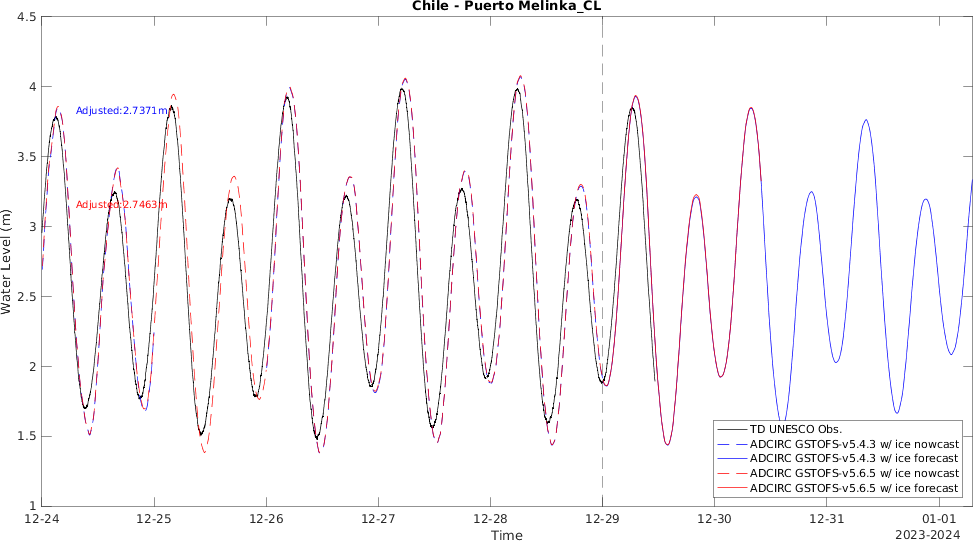 Chile - Puerto Melinka_CL
4.5
4
3.5
3
2.5
2
1.5
1
Water Level (m)
Adjusted:2.7371m
Adjusted:2.7463m
TD UNESCO Obs.
ADCIRC GSTOFS-v5.4.3 w/ ice nowcast
ADCIRC GSTOFS-v5.4.3 w/ ice forecast
ADCIRC GSTOFS-v5.6.5 w/ ice nowcast
ADCIRC GSTOFS-v5.6.5 w/ ice forecast
12-24 12-25 12-26 12-27 12-28 12-29 12-30 12-31 01-01
Time
2023-2024